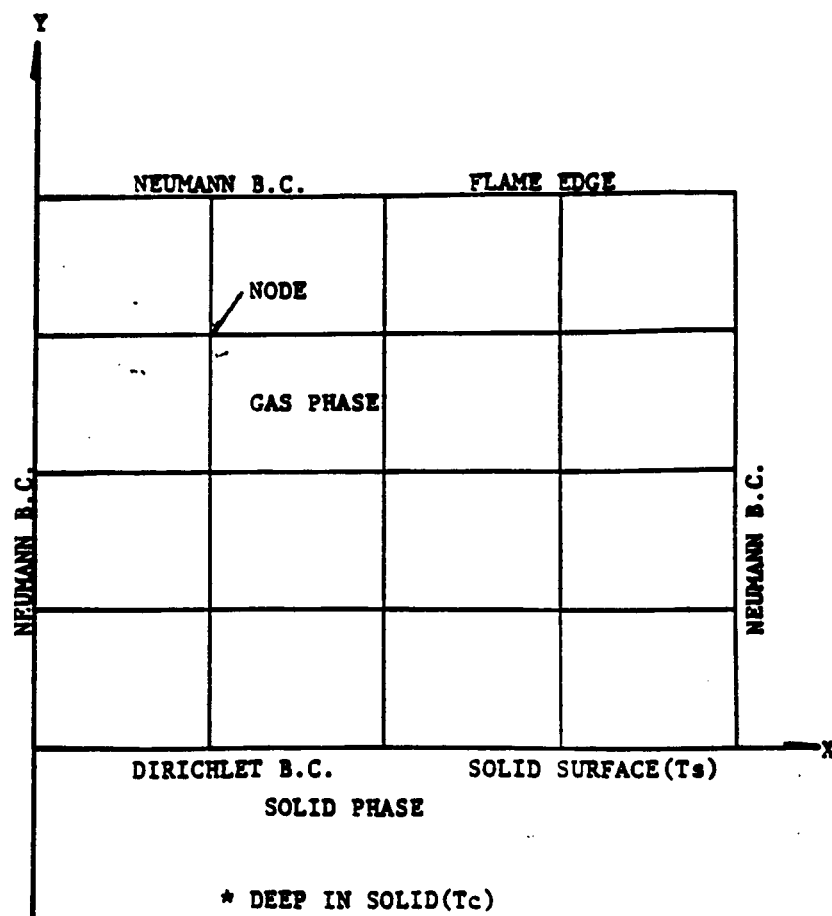 Y
NEUMANN B.C. FLAME EDGE
NODE
GAS PHASE
NEUMANN B.C.
NEUMANN B.C.
X
DIRICHLET B.C. SOLID SURFACE(Ts)
SOLID PHASE
* DEEP IN SOLID(Tc)